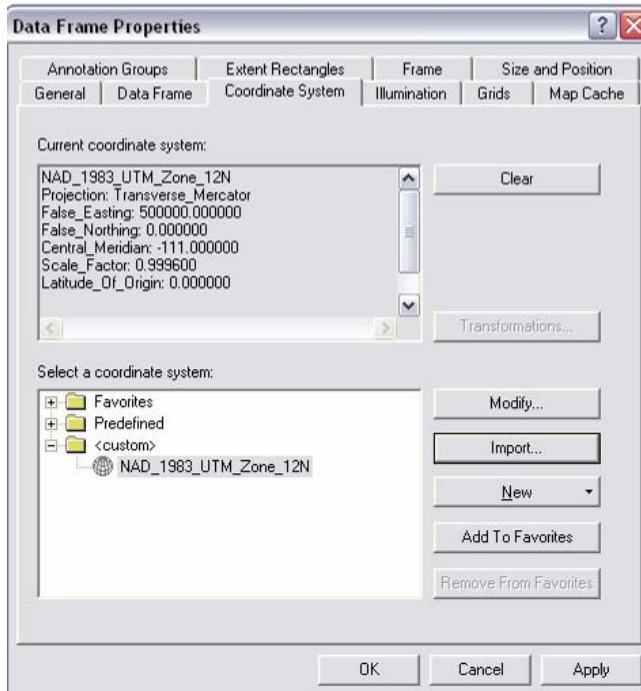 Data Frame Properties
Annotation Groups Extent Rectangles Frame Size and Position
General Data Frame Coordinate System Illumination Grids Map Cache
Current coordinate system:
NAD_1983_UTM_Zone_12N
Projection: Transverse_Mercator
False_Easting: 500000.000000
False_Northing: 0.000000
Central_Meridian: -111.000000
Scale_Factor: 0.999600
Latitude_Of_Origin: 0.000000
Clear
Transformations...
Select a coordinate system:
Favorites
Predefined
<custom>
NAD_1983_UTM_Zone_12N
Modify...
Import...
New
Add To Favorites
Remove From Favorites
OK Cancel Apply